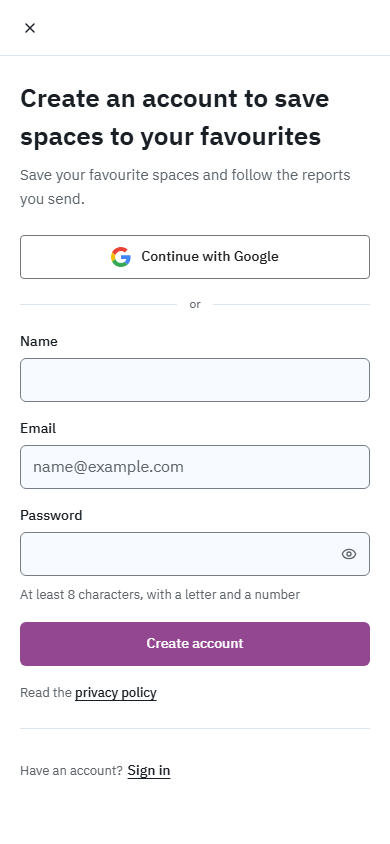 Create an account to save
spaces to your favourites
Save your favourite spaces and follow the reports
you send.
Continue with Google
or
Name
Email
name@example.com
Password
At least 8 characters, with a letter and a number
Create account
Read the privacy policy
Have an account? Sign in